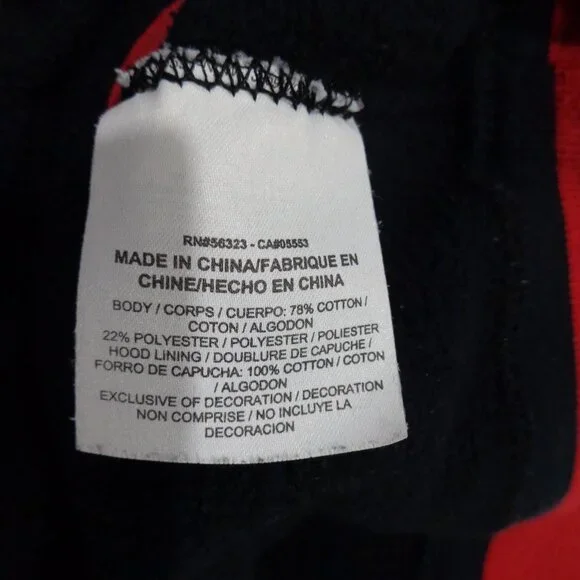 RN#56323 - CA#05553
MADE IN CHINA/FABRIQUE EN
CHINE/HECHO EN CHINA
BODY / CORPS / CUERPO: 78% COTTON /
COTON / ALGODON
22% POLYESTER / POLYESTER / POLIESTER
HOOD LINING / DOUBLURE DE CAPUCHE /
FORRO DE CAPUCHA: 100% COTTON / COTON
/ ALGODON
EXCLUSIVE OF DECORATION / DECORATION
NON COMPRISE / NO INCLUYE LA
DECORACION